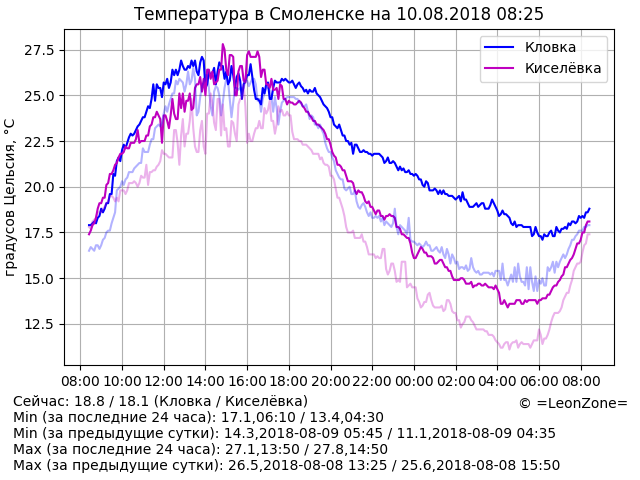 Температура в Смоленске на 10.08.2018 08:25
градусов Цельсия, °C
27.5
25.0
22.5
20.0
17.5
15.0
12.5
Кловка
Киселёвка
08:00 10:00 12:00 14:00 16:00 18:00 20:00 22:00 00:00 02:00 04:00 06:00 08:00
Сейчас: 18.8 / 18.1 (Кловка / Киселёвка)
© =LeonZone=
Min (за последние 24 часа): 17.1,06:10 / 13.4,04:30
Min (за предыдущие сутки): 14.3,2018-08-09 05:45 / 11.1,2018-08-09 04:35
Max (за последние 24 часа): 27.1,13:50 / 27.8,14:50
Max (за предыдущие сутки): 26.5,2018-08-08 13:25 / 25.6,2018-08-08 15:50